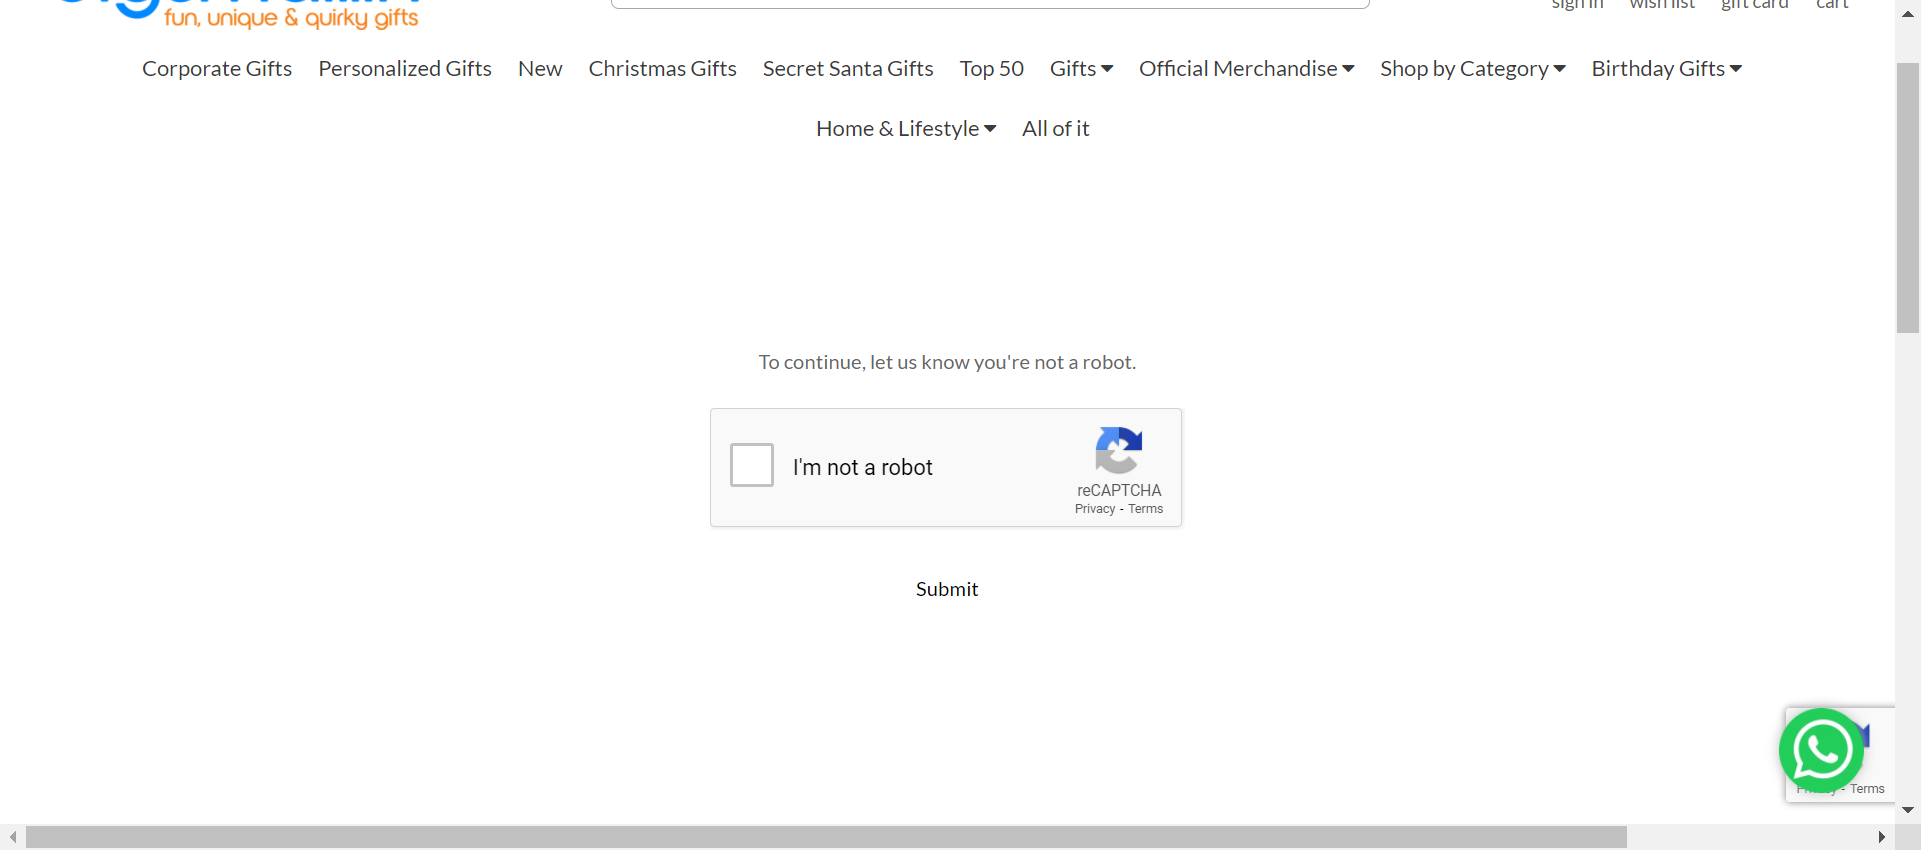 fun, unique & quirky gifts
sign in wish list gift card cart
Corporate Gifts Personalized Gifts New Christmas Gifts Secret Santa Gifts Top 50 Gifts Official Merchandise Shop by Category Birthday Gifts
Home & Lifestyle All of it
To continue, let us know you're not a robot.
I'm not a robot
reCAPTCHA
Privacy - Terms
Submit
Privacy - Terms